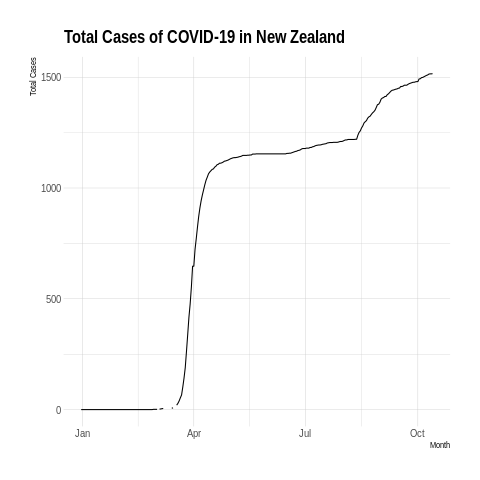 Total Cases of COVID-19 in New Zealand
Total Cases
1500
1000
500
0
Jan Apr Jul Oct
Month